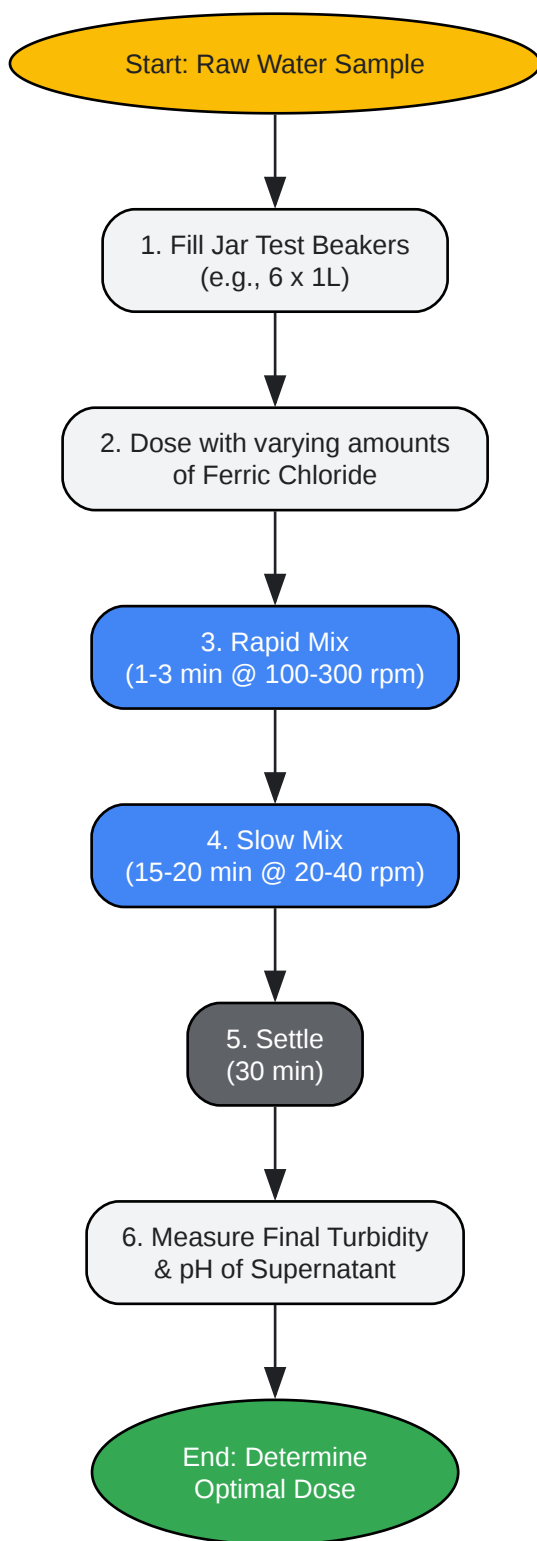 Start: Raw Water Sample
1. Fill Jar Test Beakers
(e.g., 6 x 1L)
2. Dose with varying amounts
of Ferric Chloride
3. Rapid Mix
(1-3 min @ 100-300 rpm)
4. Slow Mix
(15-20 min @ 20-40 rpm)
5. Settle
(30 min)
6. Measure Final Turbidity
& pH of Supernatant
End: Determine
Optimal Dose